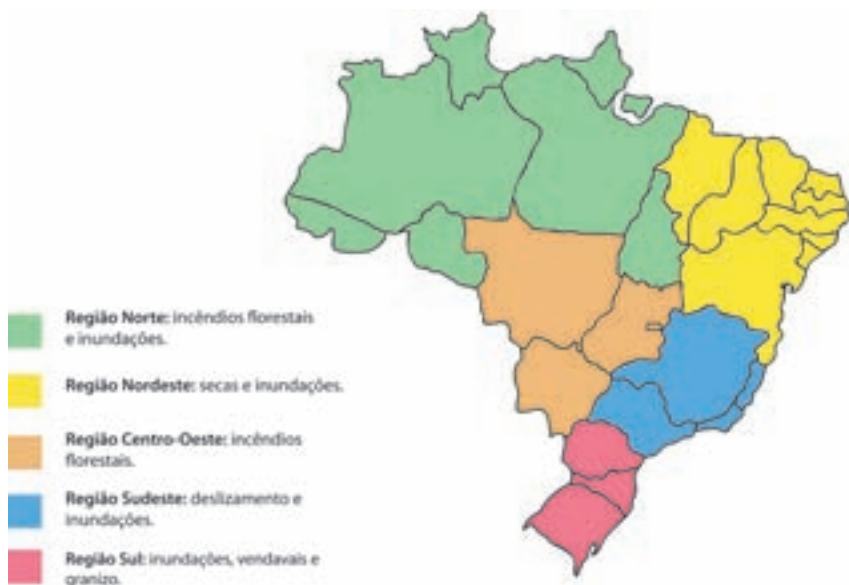 Região Norte: incêndios florestais
e inundações.
Região Nordeste: secas e inundações.
Região Centro-Oeste: incêndios
florestais.
Região Sudeste: deslizamento e
inundações.
Região Sul: inundações, vendavais e
granizo.